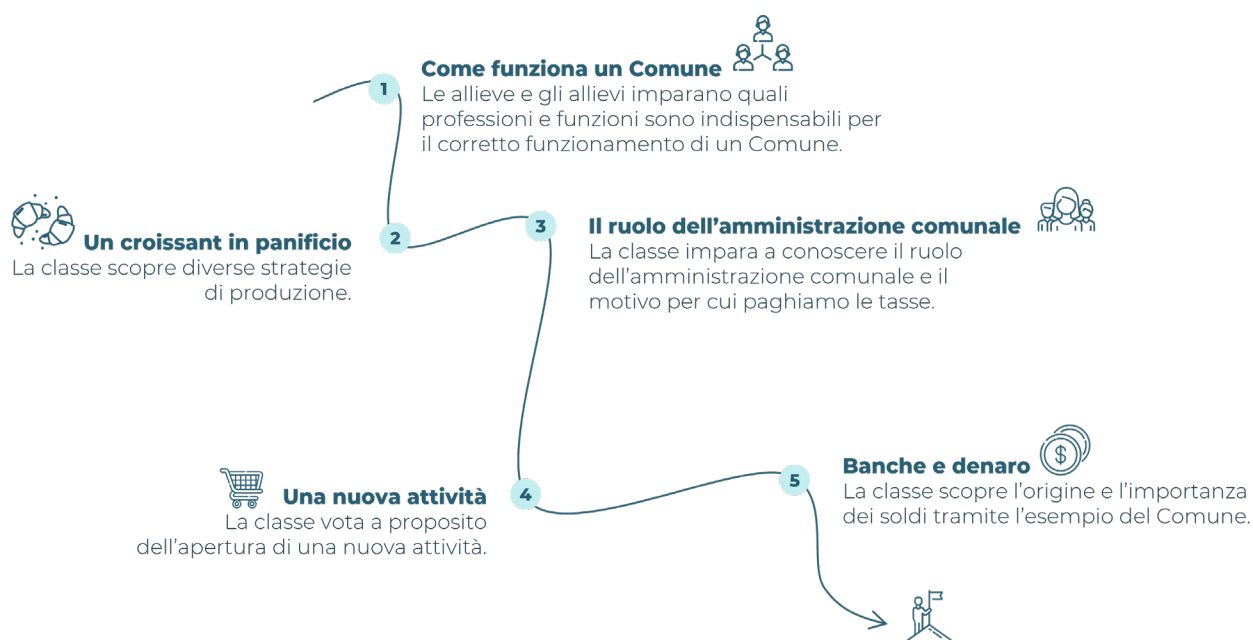 1
Come funziona un Comune
Le allieve e gli allievi imparano quali
professioni e funzioni sono indispensabili per
il corretto funzionamento di un Comune.
2
Un croissant in panificio
La classe scopre diverse strategie
di produzione.
3
Il ruolo dell’amministrazione comunale
La classe impara a conoscere il ruolo
dell’amministrazione comunale e il
motivo per cui paghiamo le tasse.
4
Una nuova attività
La classe vota a proposito
dell’apertura di una nuova attività.
5
Banche e denaro
$
La classe scopre l’origine e l’importanza
dei soldi tramite l’esempio del Comune.